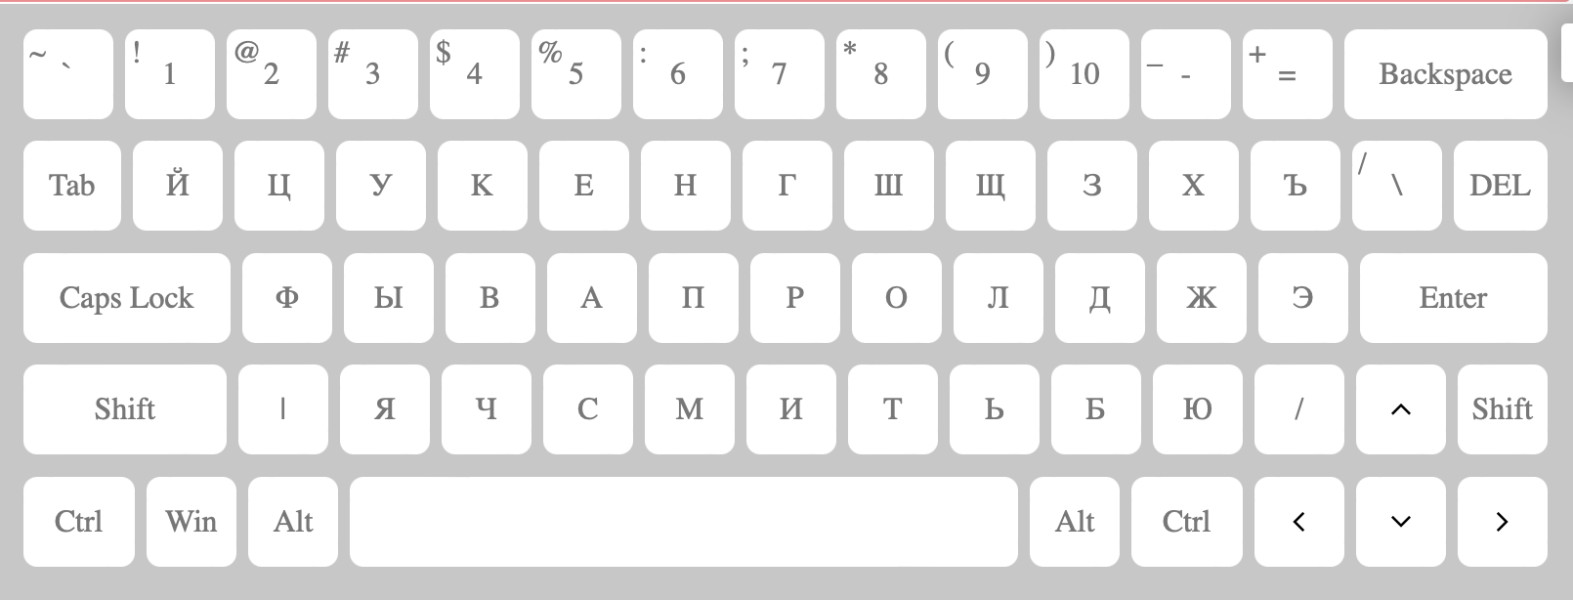 ~ ` ! 1 @ 2 # 3 $ 4 % 5 : 6 ; 7 * 8 ( 9 ) 10 _ - + = Backspace
Tab Й Ц У К Е Н Г Ш Щ З Х Ъ / \ DEL
Caps Lock Ф Ы В А П Р О Л Д Ж Э Enter
Shift | Я Ч С М И Т Ь Б Ю / ^ Shift
Ctrl Win Alt Alt Ctrl < ⌄ >